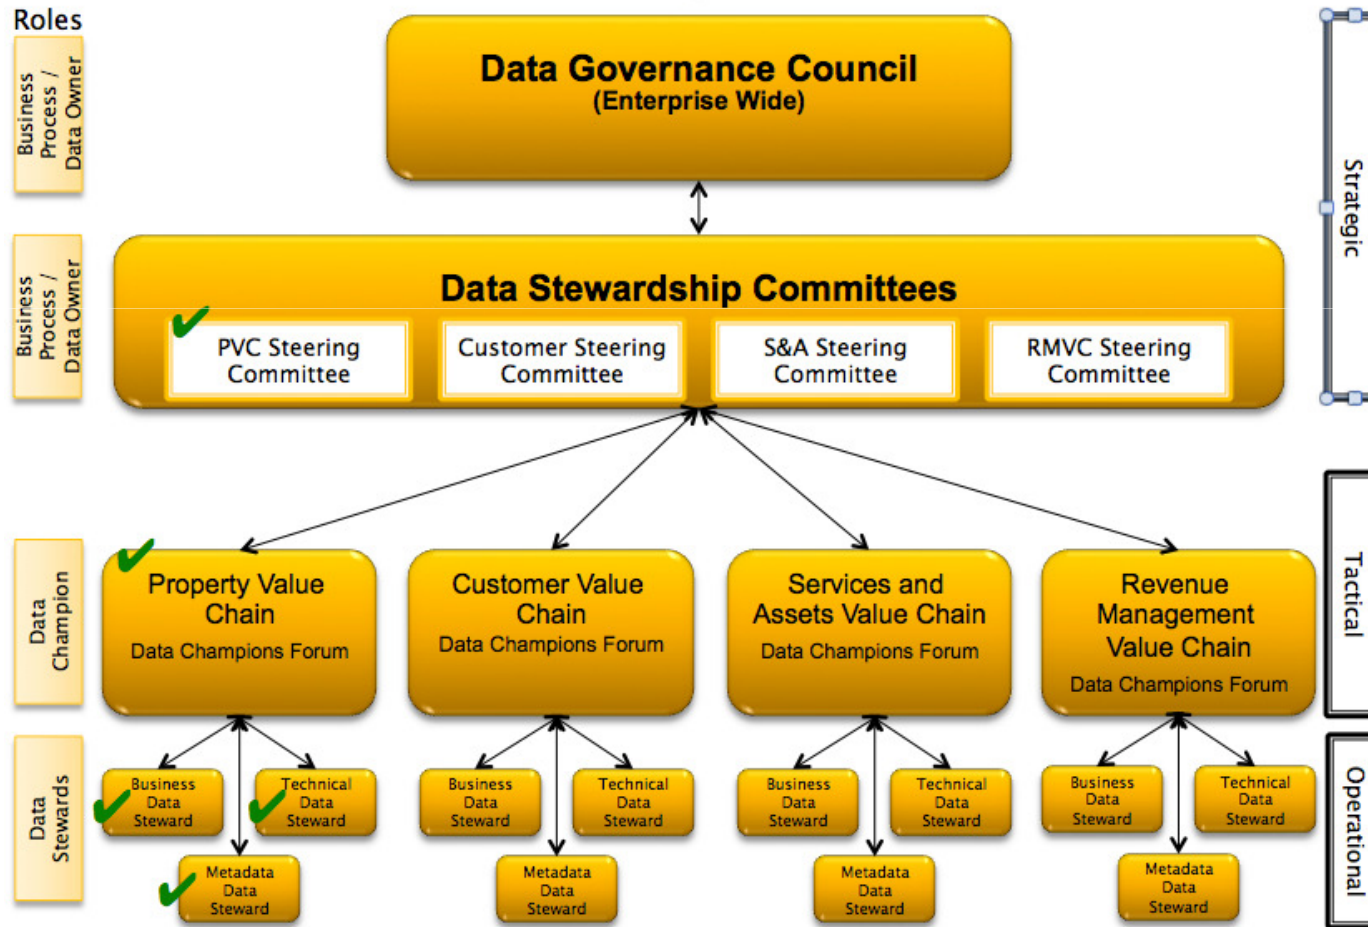 Roles
Business
Process /
Data Owner
Data Governance Council
(Enterprise Wide)
Strategic
Business
Process /
Data Owner
Data Stewardship Committees
PVC Steering
Committee
Customer Steering
Committee
S&A Steering
Committee
RMVC Steering
Committee
Data
Champion
Property Value
Chain
Data Champions Forum
Customer Value
Chain
Data Champions Forum
Services and
Assets Value Chain
Data Champions Forum
Revenue
Management
Value Chain
Data Champions Forum
Tactical
Data
Stewards
Business
Data
Steward
Technical
Data
Steward
Metadata
Data
Steward
Business
Data
Steward
Technical
Data
Steward
Metadata
Data
Steward
Business
Data
Steward
Technical
Data
Steward
Metadata
Data
Steward
Business
Data
Steward
Technical
Data
Steward
Metadata
Data
Steward
Operational